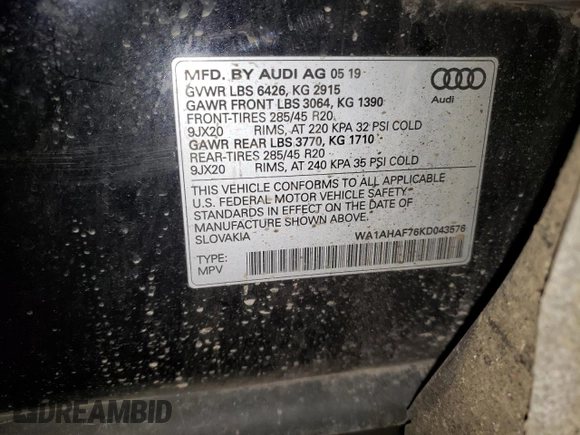 MFD. BY AUDI AG 05 19
GVWR LBS 6426, KG 2915
GAWR FRONT LBS 3064, KG 1390
FRONT-TIRES 285/45 R20
9JX20 RIMS, AT 220 KPA 32 PSI COLD
GAWR REAR LBS 3770, KG 1710
REAR-TIRES 285/45 R20
9JX20 RIMS, AT 240 KPA 35 PSI COLD
THIS VEHICLE CONFORMS TO ALL APPLICABLE
U.S. FEDERAL MOTOR VEHICLE SAFETY
STANDARDS IN EFFECT ON THE DATE OF
MANUFACTURE SHOWN ABOVE.
SLOVAKIA WA1AHAF76KD043576
TYPE:
MPV
Audi
DREAMBID